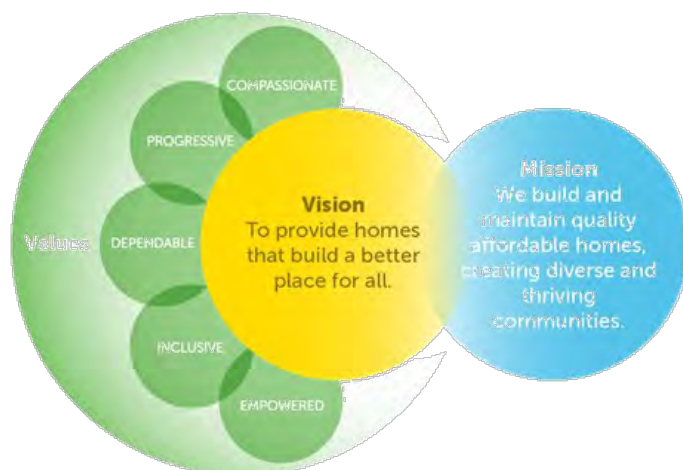 Values
COMPASSIONATE
PROGRESSIVE
DEPENDABLE
INCLUSIVE
EMPOWERED
Vision
To provide homes
that build a better
place for all.
Mission
We build and
maintain quality
affordable homes,
creating diverse and
thriving
communities.